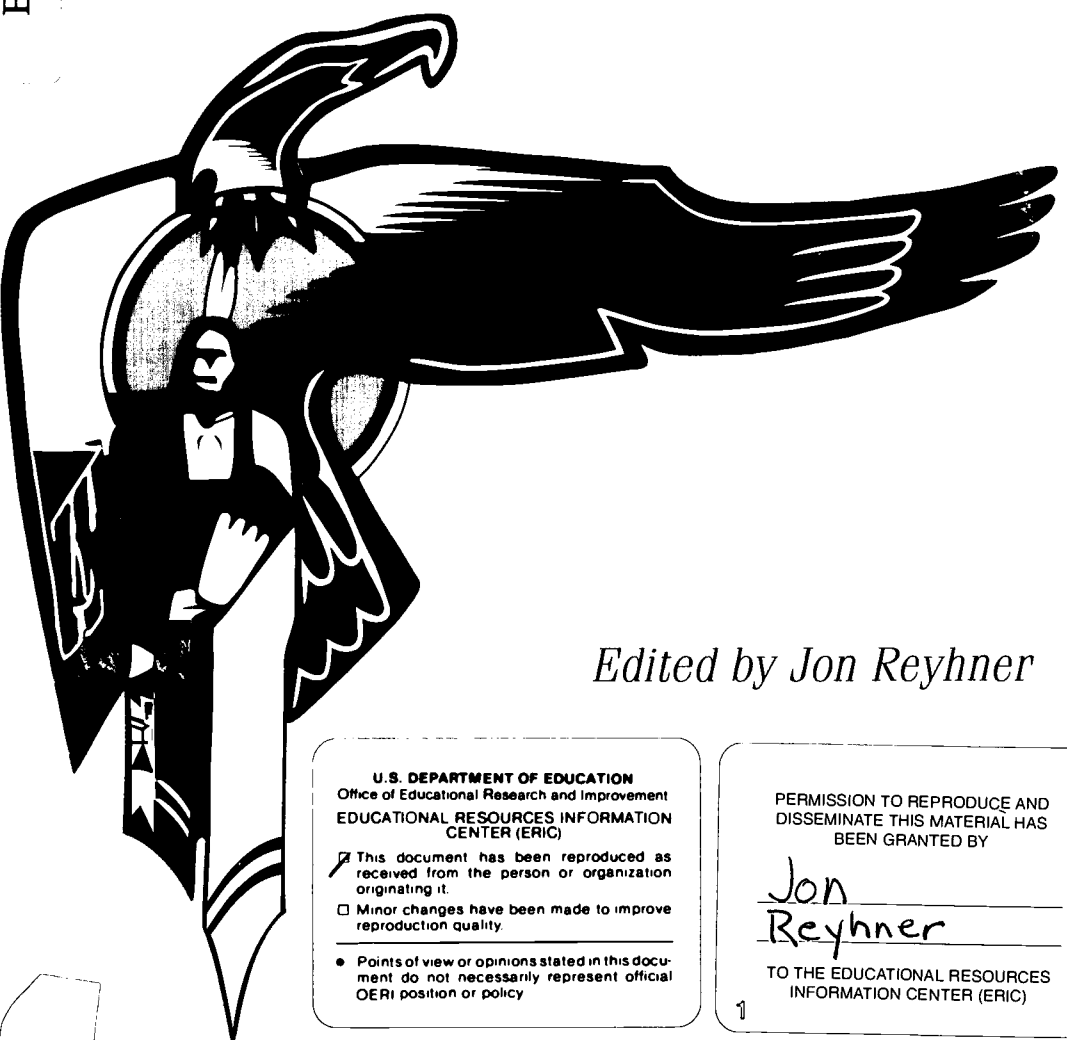 E
Edited by Jon Reyhner
U.S. DEPARTMENT OF EDUCATION
Office of Educational Research and Improvement
EDUCATIONAL RESOURCES INFORMATION
CENTER (ERIC)
This document has been reproduced as
received from the person or organization
originating it.
□ Minor changes have been made to improve
reproduction quality.
● Points of view or opinions stated in this docu-
ment do not necessarily represent official
OERI position or policy
PERMISSION TO REPRODUCE AND
DISSEMINATE THIS MATERIAL HAS
BEEN GRANTED BY
Jon
Reyhner
TO THE EDUCATIONAL RESOURCES
INFORMATION CENTER (ERIC)
1